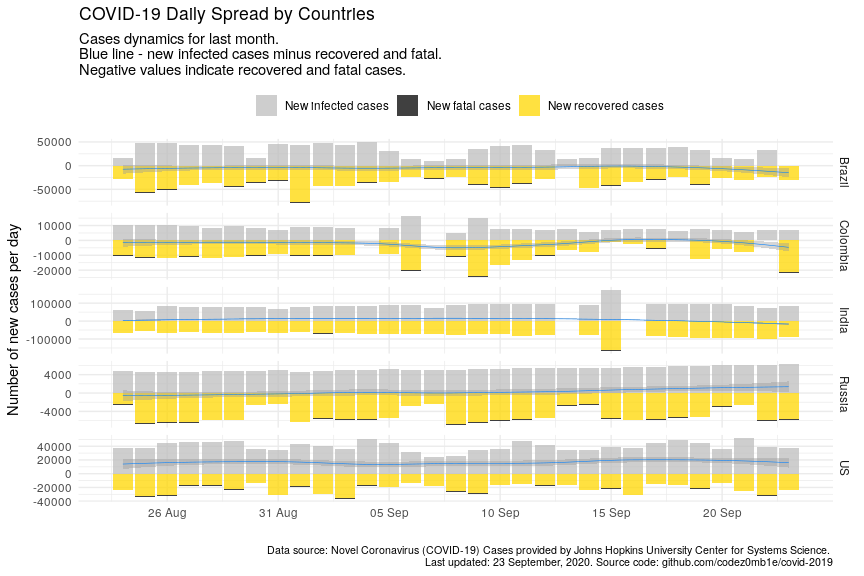 COVID-19 Daily Spread by Countries
Cases dynamics for last month.
Blue line - new infected cases minus recovered and fatal.
Negative values indicate recovered and fatal cases.
New infected cases New fatal cases New recovered cases
Number of new cases per day
50000
0
-50000
Brazil
10000
0
-10000
-20000
Colombia
100000
0
-100000
India
4000
0
-4000
Russia
40000
20000
0
-20000
-40000
US
26 Aug 31 Aug 05 Sep 10 Sep 15 Sep 20 Sep
Data source: Novel Coronavirus (COVID-19) Cases provided by Johns Hopkins University Center for Systems Science.
Last updated: 23 September, 2020. Source code: github.com/codez0mb1e/covid-2019